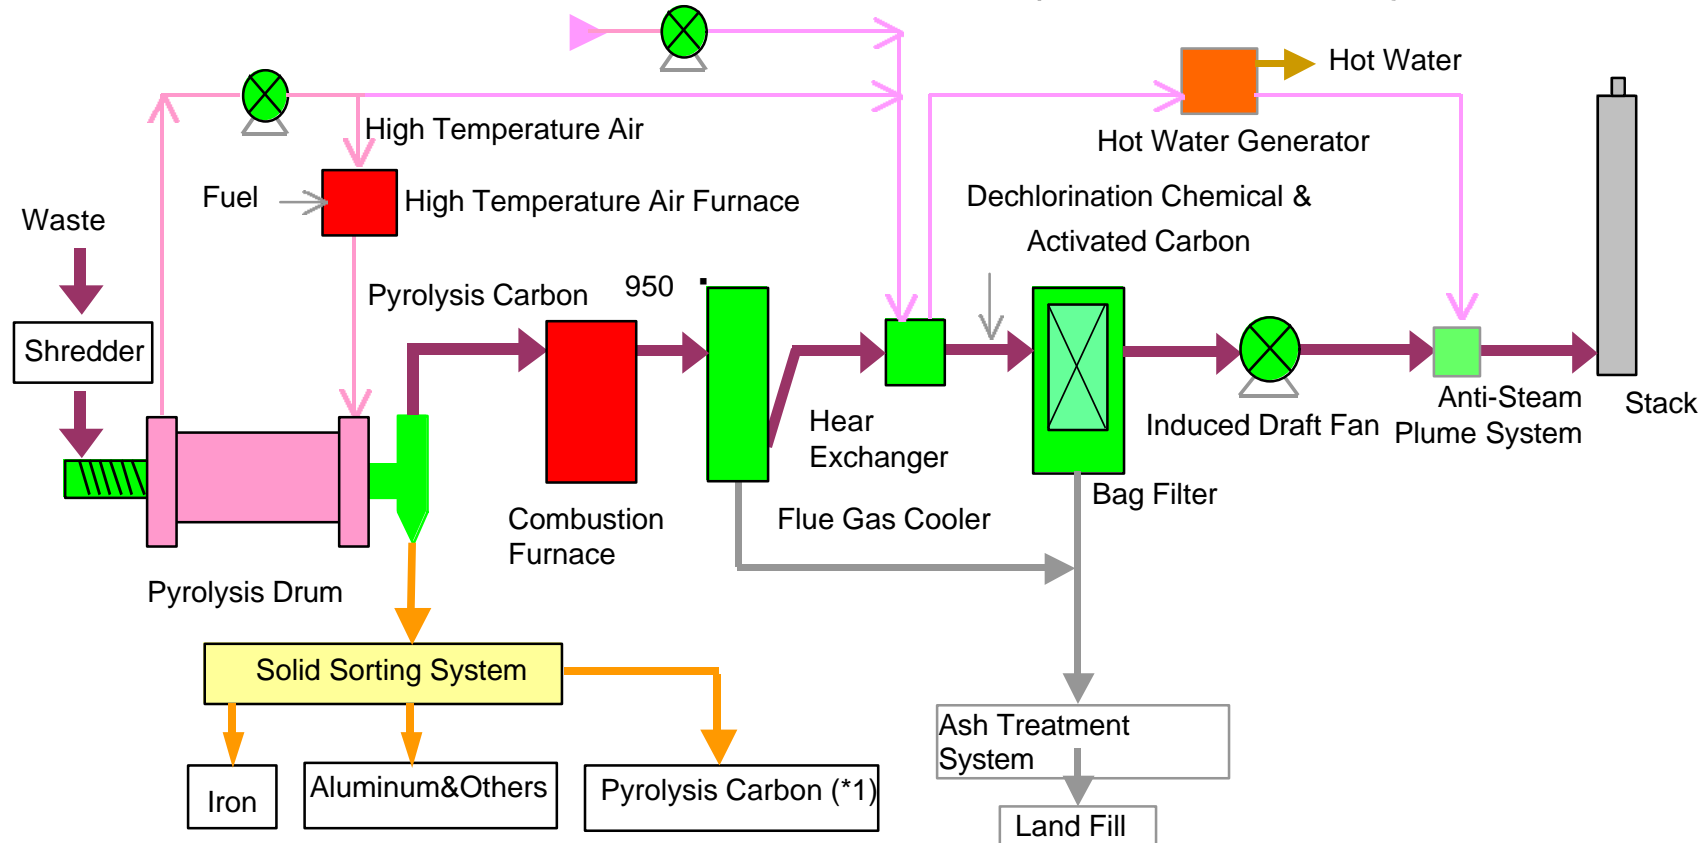 Hot Water
High Temperature Air
Hot Water Generator
Fuel
High Temperature Air Furnace
Dechlorination Chemical &
Activated Carbon
Waste
Pyrolysis Carbon
950
Shredder
Hear
Exchanger
Induced Draft Fan
Anti-Steam
Plume System
Stack
Bag Filter
Combustion
Furnace
Flue Gas Cooler
Pyrolysis Drum
Solid Sorting System
Ash Treatment
System
Iron
Aluminum&Others
Pyrolysis Carbon (*1)
Land Fill